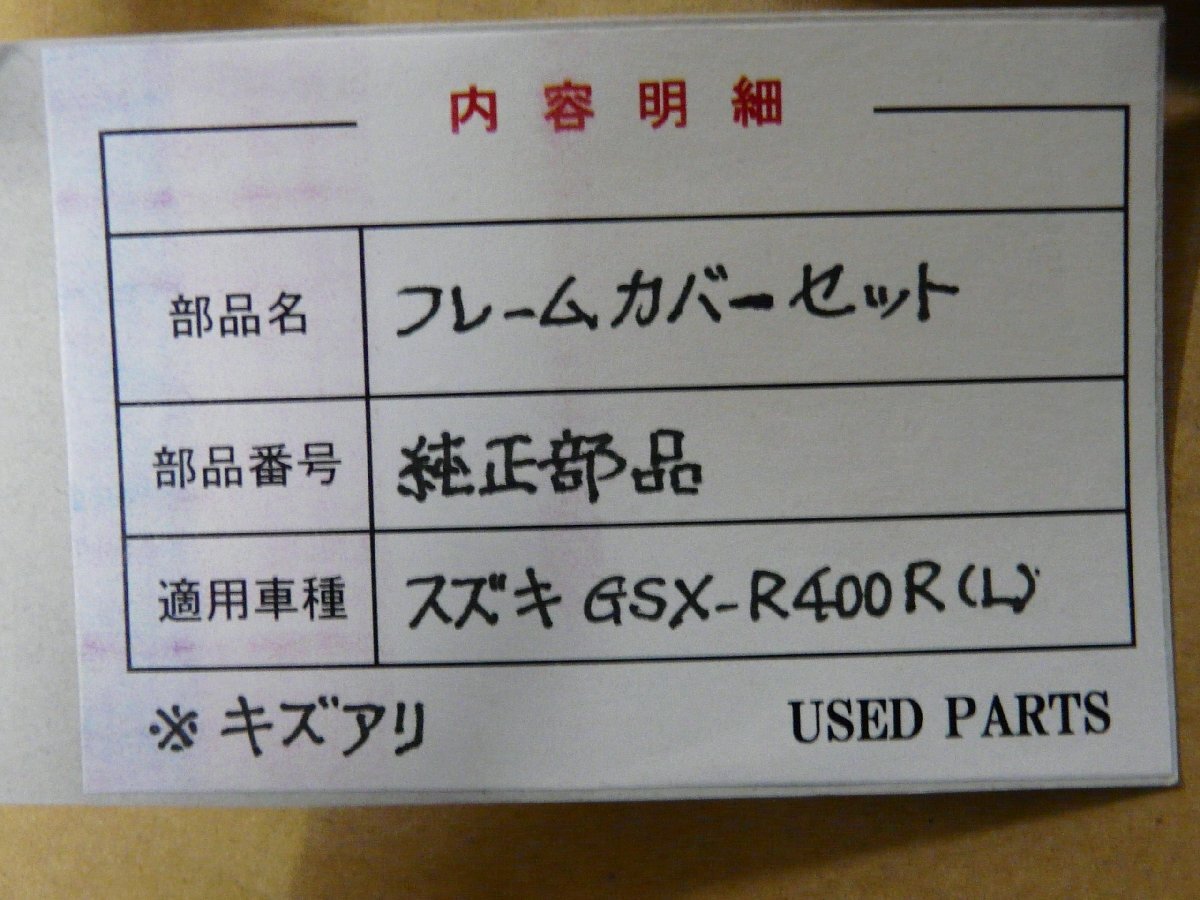 内容明細
部品名 フレームカバーセット
部品番号 純正部品
適用車種 スズキ GSX-R400R(L)
※ キズアリ USED PARTS